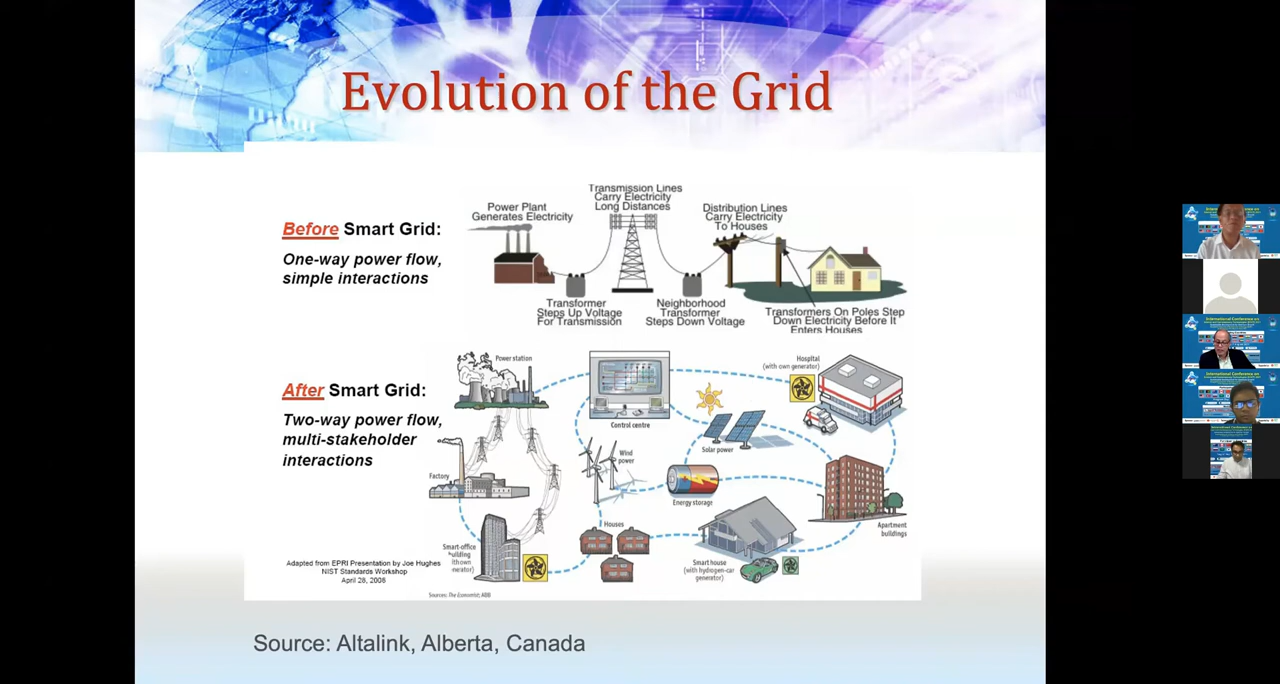 Evolution of the Grid
Before Smart Grid:
One-way power flow,
simple interactions
Power Plant
Generates Electricity
Transmission Lines
Carry Electricity
Long Distances
Distribution Lines
Carry Electricity
To Houses
Transformer
Steps Up Voltage
For Transmission
Neighborhood
Transformer
Steps Down Voltage
Transformers On Poles Step
Down Electricity Before It
Enters Houses
After Smart Grid:
Two-way power flow,
multi-stakeholder
interactions
Power station
Control centre
Hospital
(with own generator)
Solar power
Wind
power
Factory
Energy storage
Apartment
buildings
Houses
Smart-office
building
Smart house
(with hydrogen-car
generator)
Adapted from EPRI Presentation by Joe Hughes
NIST Standards Workshop
April 28, 2008
Sources: The Economist, ABB
Source: Altalink, Alberta, Canada
International Conference on